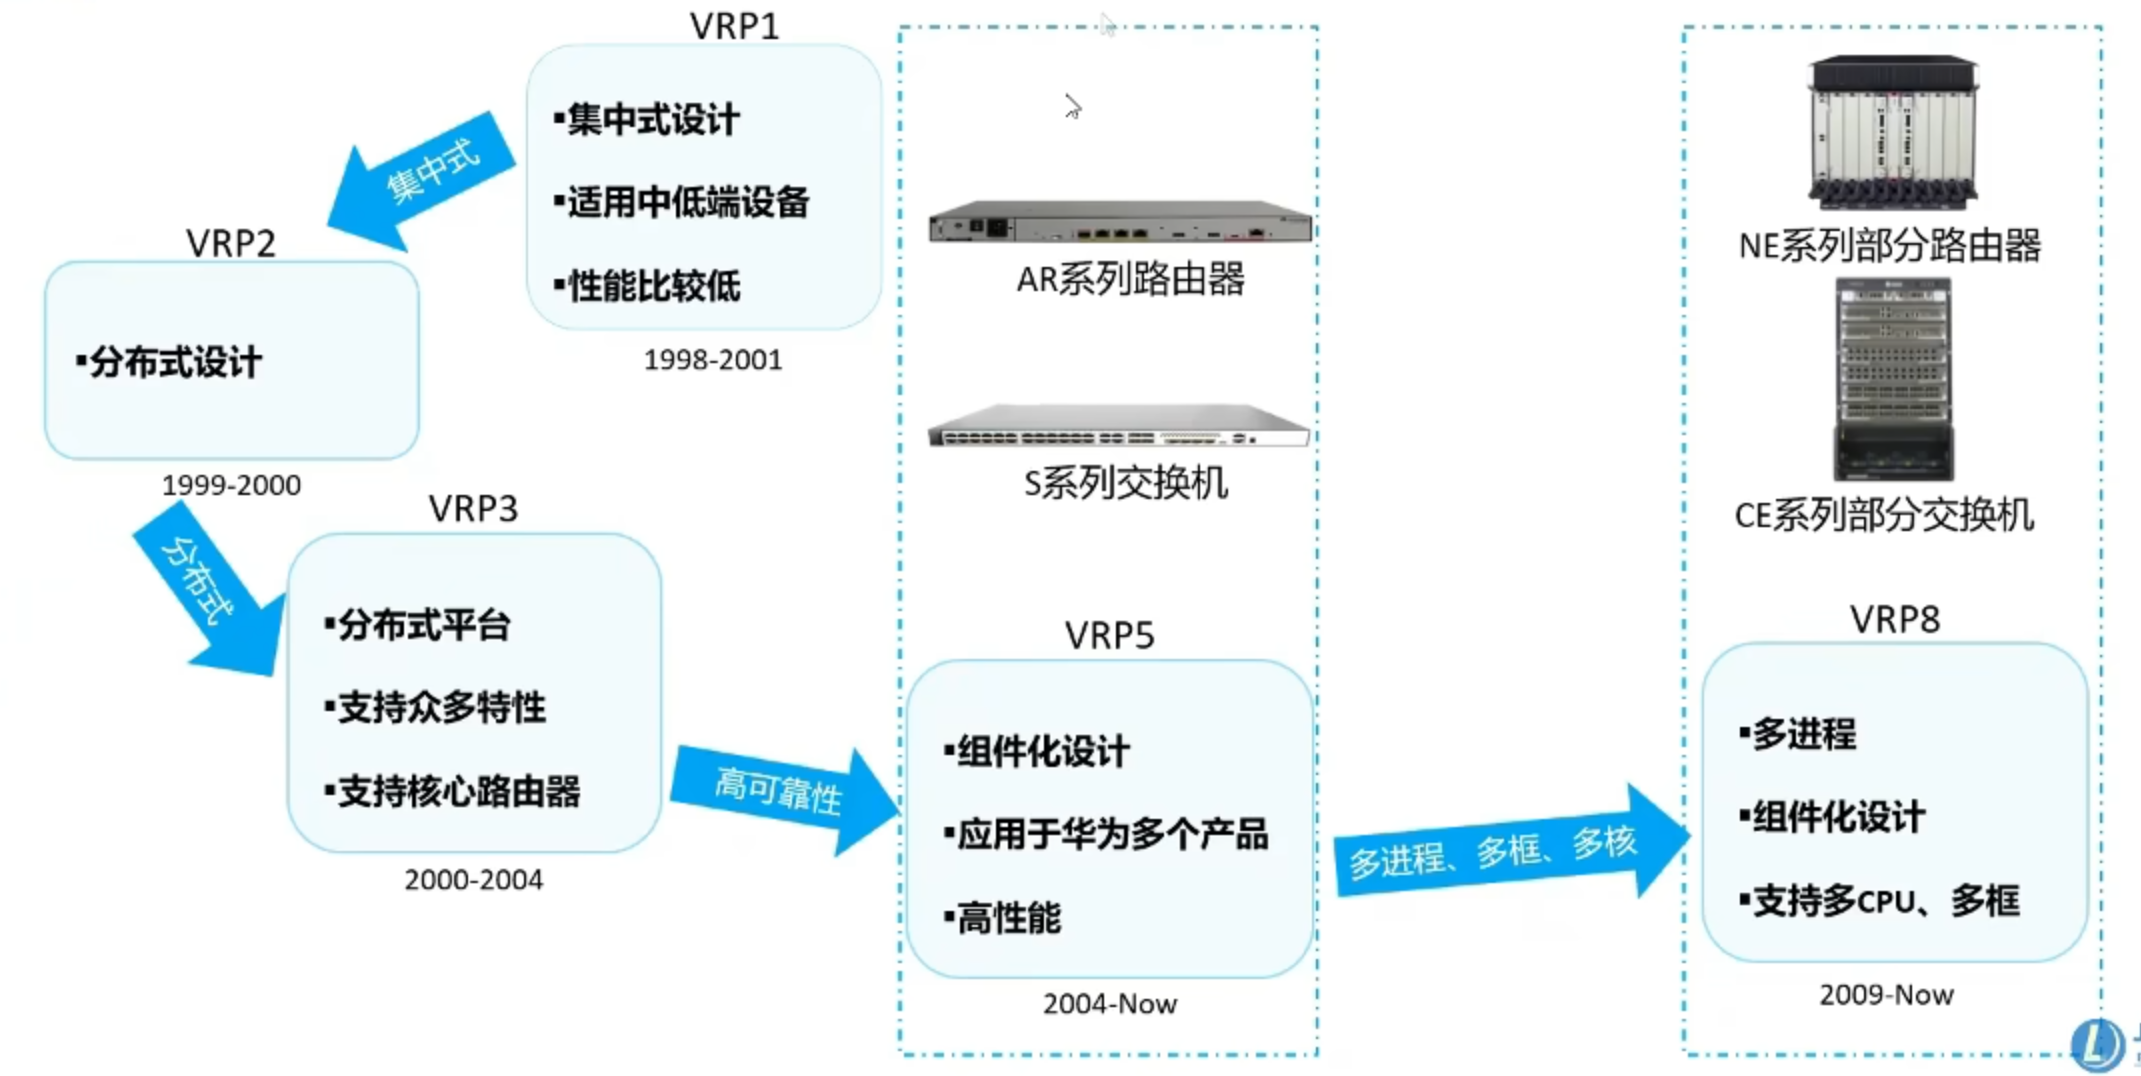 VRP1
▪集中式设计
▪适用中低端设备
▪性能比较低
1998-2001
集中式
VRP2
▪分布式设计
1999-2000
分布式
VRP3
▪分布式平台
▪支持众多特性
▪支持核心路由器
2000-2004
高可靠性
AR系列路由器
S系列交换机
VRP5
▪组件化设计
▪应用于华为多个产品
▪高性能
2004-Now
多进程、多框、多核
NE系列部分路由器
CE系列部分交换机
VRP8
▪多进程
▪组件化设计
▪支持多CPU、多框
2009-Now
L